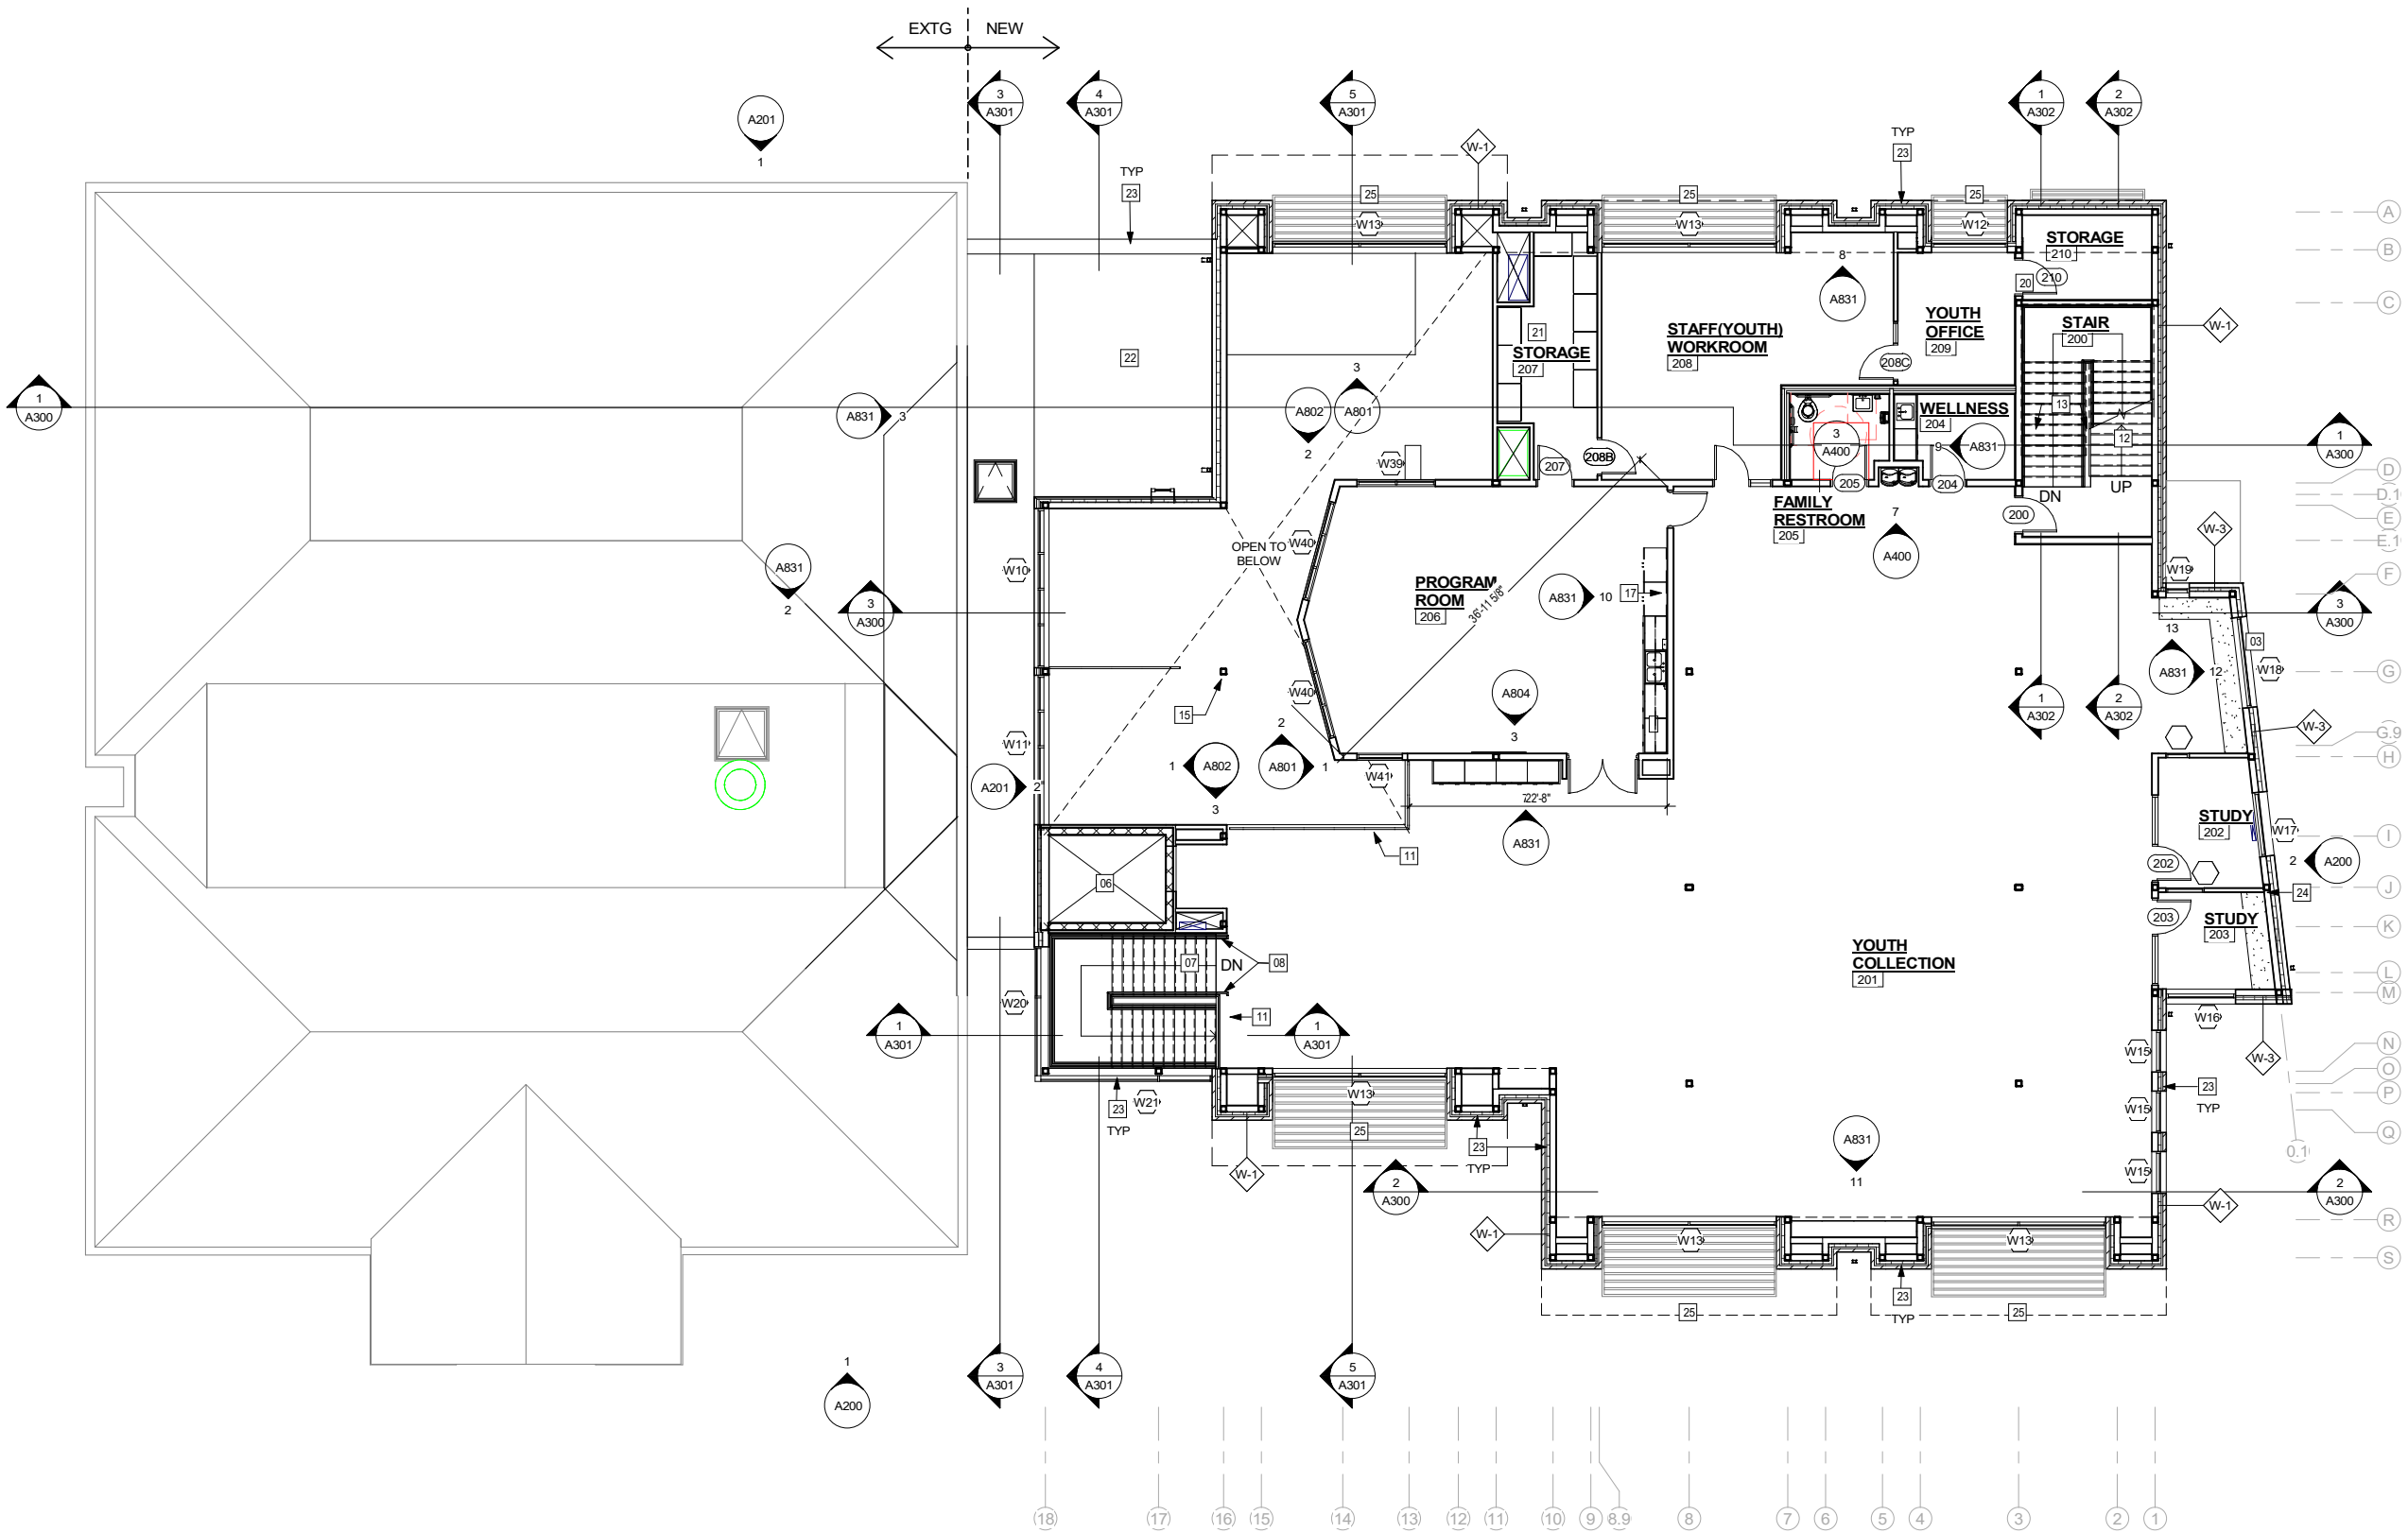 EXTG NEW
3 A301
4 A301
5 A301
1 A302
2 A302
A201
1
TYP
23
W-1
TYP
23
25
25
25
W13
W13
W12
A
B
C
STORAGE
210
210
20
8
A831
YOUTH
OFFICE
209
STAIR
200
W-1
STAFF(YOUTH)
WORKROOM
208
21
STORAGE
207
22
208C
1
A300
A831
3
3
A802
A801
2
13
12
WELLNESS
204
3
A400
9
A831
1
A300
W39
207
208B
205
204
DN
UP
D
D.1
E
E.1
F
FAMILY
RESTROOM
205
7
A400
200
W-3
W19
OPEN TO
BELOW
W40
W10
A831
2
3
A300
PROGRAM
ROOM
206
A831
10
17
36'-11 5/8"
3
A300
13
03
A831
12
W18
G
W40
A804
3
15
1
A302
2
A302
W-3
G.9
H
2
W11
1
A802
3
A801
1
W41
A201
2"
722'-8"
A831
11
STUDY
202
W17
I
202
2
A200
06
24
J
203
STUDY
203
K
YOUTH
COLLECTION
201
07
DN
08
L
M
W20
11
W16
1
A301
1
A301
N
O
P
Q
W15
W-3
23
TYP
W21
23
TYP
W13
25
W15
23
TYP
0.1
A831
11
W15
W-1
2
A300
2
A300
W-1
W-1
R
S
W13
W13
25
23
TYP
25
1
A200
3
A301
4
A301
5
A301
18 17 16 15 14 13 12 11 10 9 8.9 8 7 6 5 4 3 2 1